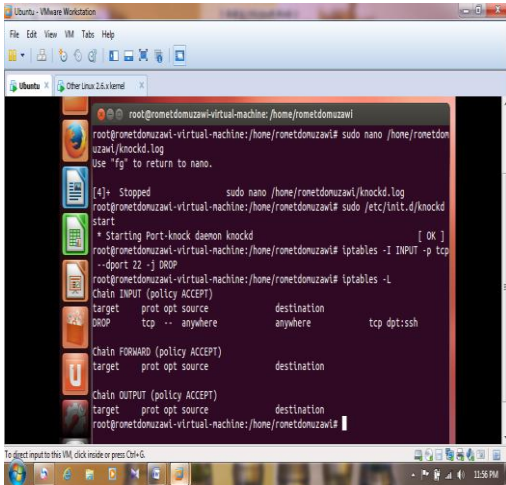 Ubuntu - VMware Workstation
File Edit View VM Tabs Help
Ubuntu X Other Linux 2.6.x kernel X
root@rometdomuzawi-virtual-machine: /home/rometdomuzawi
root@rometdomuzawi-virtual-machine:/home/rometdomuzawi# sudo nano /home/rometdom
uzawi/knockd.log
Use "fg" to return to nano.
[4]+ Stopped sudo nano /home/rometdomuzawi/knockd.log
root@rometdomuzawi-virtual-machine:/home/rometdomuzawi# sudo /etc/init.d/knockd
start
* Starting Port-knock daemon knockd [ OK ]
root@rometdomuzawi-virtual-machine:/home/rometdomuzawi# iptables -I INPUT -p tcp
--dport 22 -j DROP
root@rometdomuzawi-virtual-machine:/home/rometdomuzawi# iptables -L
Chain INPUT (policy ACCEPT)
target prot opt source destination
DROP tcp -- anywhere anywhere tcp dpt:ssh
Chain FORWARD (policy ACCEPT)
target prot opt source destination
Chain OUTPUT (policy ACCEPT)
target prot opt source destination
root@rometdomuzawi-virtual-machine:/home/rometdomuzawi#
To direct input to this VM, click inside or press Ctrl+G.
11:56 PM